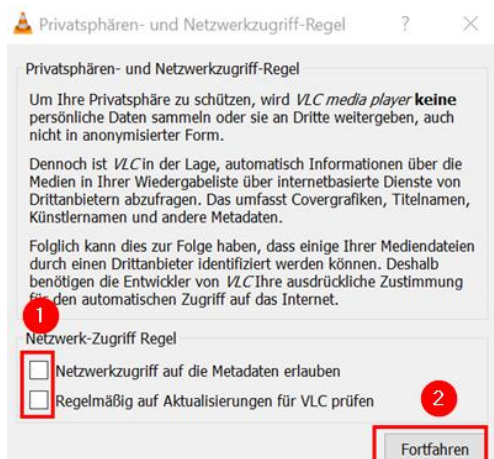 Privatsphären- und Netzwerkzugriff-Regel ?
Privatsphären- und Netzwerkzugriff-Regel
Um Ihre Privatsphäre zu schützen, wird VLC media player keine
persönliche Daten sammeln oder sie an Dritte weitergeben, auch
nicht in anonymisierter Form.
Dennoch ist VLC in der Lage, automatisch Informationen über die
Medien in Ihrer Wiedergabeliste über internetbasierte Dienste von
Drittanbietern abzufragen. Das umfasst Covergrafiken, Titelnamen,
Künstlernamen und andere Metadaten.
Folglich kann dies zur Folge haben, dass einige Ihrer Mediendateien
durch einen Drittanbieter identifiziert werden können. Deshalb
benötigen die Entwickler von VLC Ihre ausdrückliche Zustimmung
für den automatischen Zugriff auf das Internet.
1
Netzwerk-Zugriff Regel
Netzwerkzugriff auf die Metadaten erlauben
Regelmäßig auf Aktualisierungen für VLC prüfen
2
Fortfahren